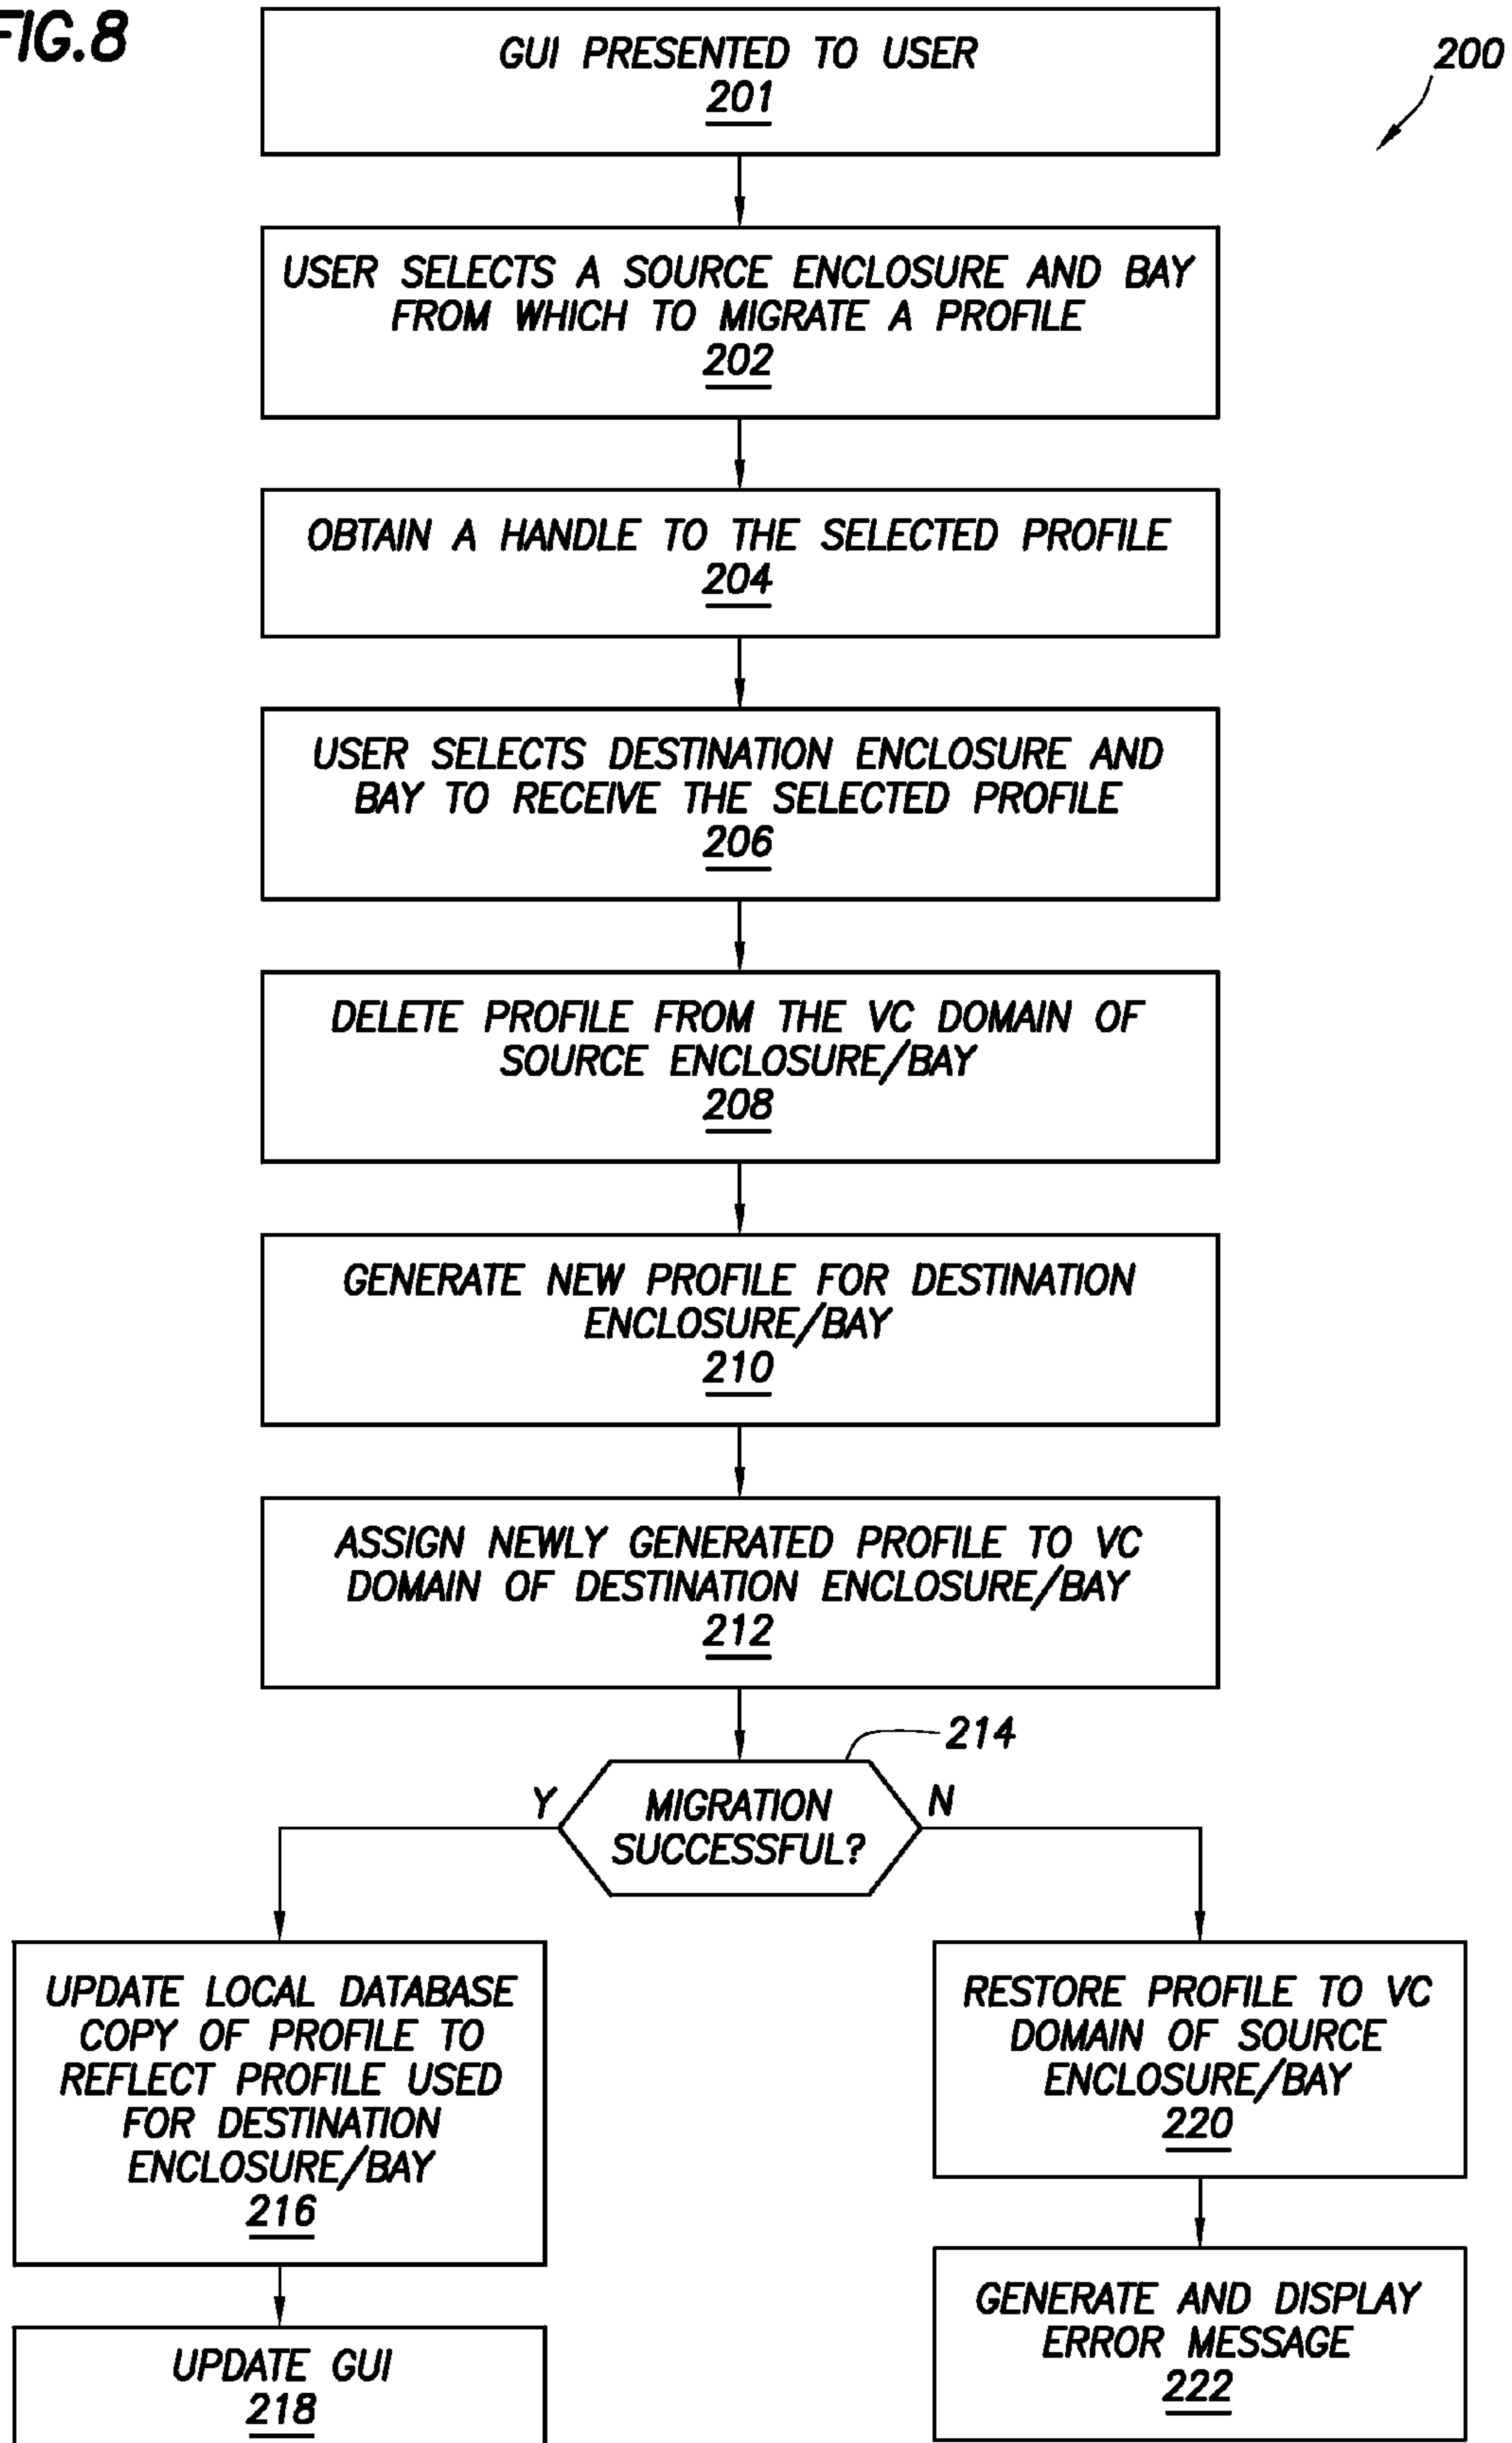 FIG.8
200
GUI PRESENTED TO USER
201
USER SELECTS A SOURCE ENCLOSURE AND BAY
FROM WHICH TO MIGRATE A PROFILE
202
OBTAIN A HANDLE TO THE SELECTED PROFILE
204
USER SELECTS DESTINATION ENCLOSURE AND
BAY TO RECEIVE THE SELECTED PROFILE
206
DELETE PROFILE FROM THE VC DOMAIN OF
SOURCE ENCLOSURE/BAY
208
GENERATE NEW PROFILE FOR DESTINATION
ENCLOSURE/BAY
210
ASSIGN NEWLY GENERATED PROFILE TO VC
DOMAIN OF DESTINATION ENCLOSURE/BAY
212
214
Y
MIGRATION
SUCCESSFUL?
N
UPDATE LOCAL DATABASE
COPY OF PROFILE TO
REFLECT PROFILE USED
FOR DESTINATION
ENCLOSURE/BAY
216
UPDATE GUI
218
RESTORE PROFILE TO VC
DOMAIN OF SOURCE
ENCLOSURE/BAY
220
GENERATE AND DISPLAY
ERROR MESSAGE
222